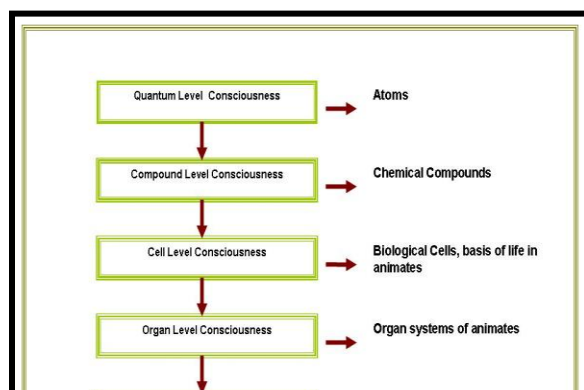 Quantum Level Consciousness
Atoms
Compound Level Consciousness
Chemical Compounds
Cell Level Consciousness
Biological Cells, basis of life in
animates
Organ Level Consciousness
Organ systems of animates